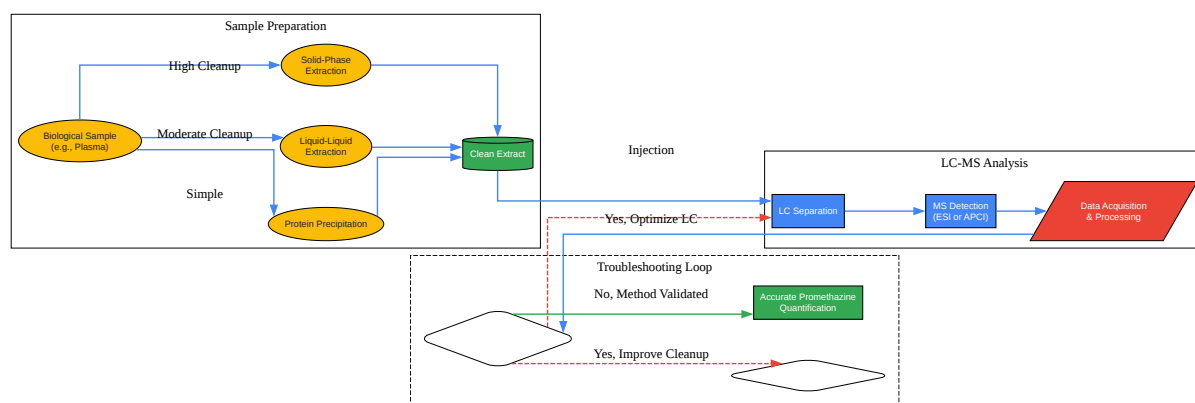 Sample Preparation
High Cleanup
Solid-Phase
Extraction
Biological Sample
(e.g., Plasma)
Moderate Cleanup
Liquid-Liquid
Extraction
Clean Extract
Simple
Protein Precipitation
Injection
LC-MS Analysis
LC Separation
MS Detection
(ESI or APCI)
Data Acquisition
& Processing
Yes, Optimize LC
Troubleshooting Loop
No, Method Validated
Accurate Promethazine
Quantification
Yes, Improve Cleanup